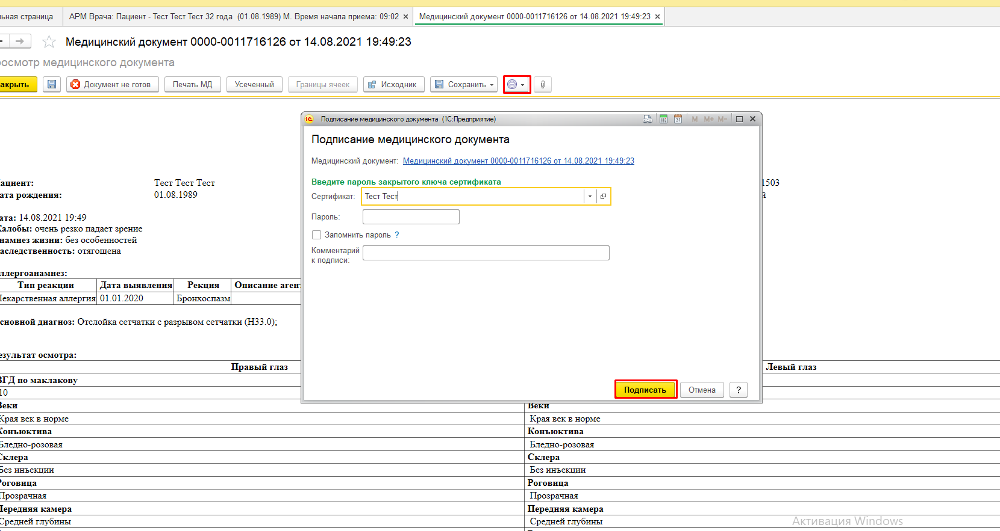 ьная страница
АРМ Врача: Пациент - Тест Тест Тест 32 года (01.08.1989) М. Время начала приема: 09:02 ×
Медицинский документ 0000-0011716126 от 14.08.2021 19:49:23 ×
Медицинский документ 0000-0011716126 от 14.08.2021 19:49:23
осмотр медицинского документа
акрыть
Документ не готов
Печать МД
Усеченный
Границы ячеек
Исходник
Сохранить
Подписание медицинского документа (1С:Предприятие)
31
M M+ M-
Подписание медицинского документа
Медицинский документ: Медицинский документ 0000-0011716126 от 14.08.2021 19:49:23
Введите пароль закрытого ключа сертификата
Сертификат: Тест Тест
Пароль:
Запомнить пароль ?
Комментарий
к подписи:
Подписать
Отмена
?
ациент: Тест Тест Тест
1503
ата рождения: 01.08.1989
й
ата: 14.08.2021 19:49
Жалобы: очень резко падает зрение
намнез жизни: без особенностей
аследственность: отягощена
ллергоанамнез:
Тип реакции Дата выявления Рекция Описание аген
Лекарственная аллергия 01.01.2020 Бронхоспазм
сновной диагноз: Отслойка сетчатки с разрывом сетчатки (H33.0);
езультат осмотра:
Правый глаз Левый глаз
ВГД по маклакову
10
Веки Веки
Края век в норме Края век в норме
Конъюктива Конъюктива
Бледно-розовая Бледно-розовая
Склера Склера
Без инъекции Без инъекции
Роговица Роговица
Прозрачная Прозрачная
Передняя камера Передняя камера
Средней глубины Средней глубины
Активация Windows